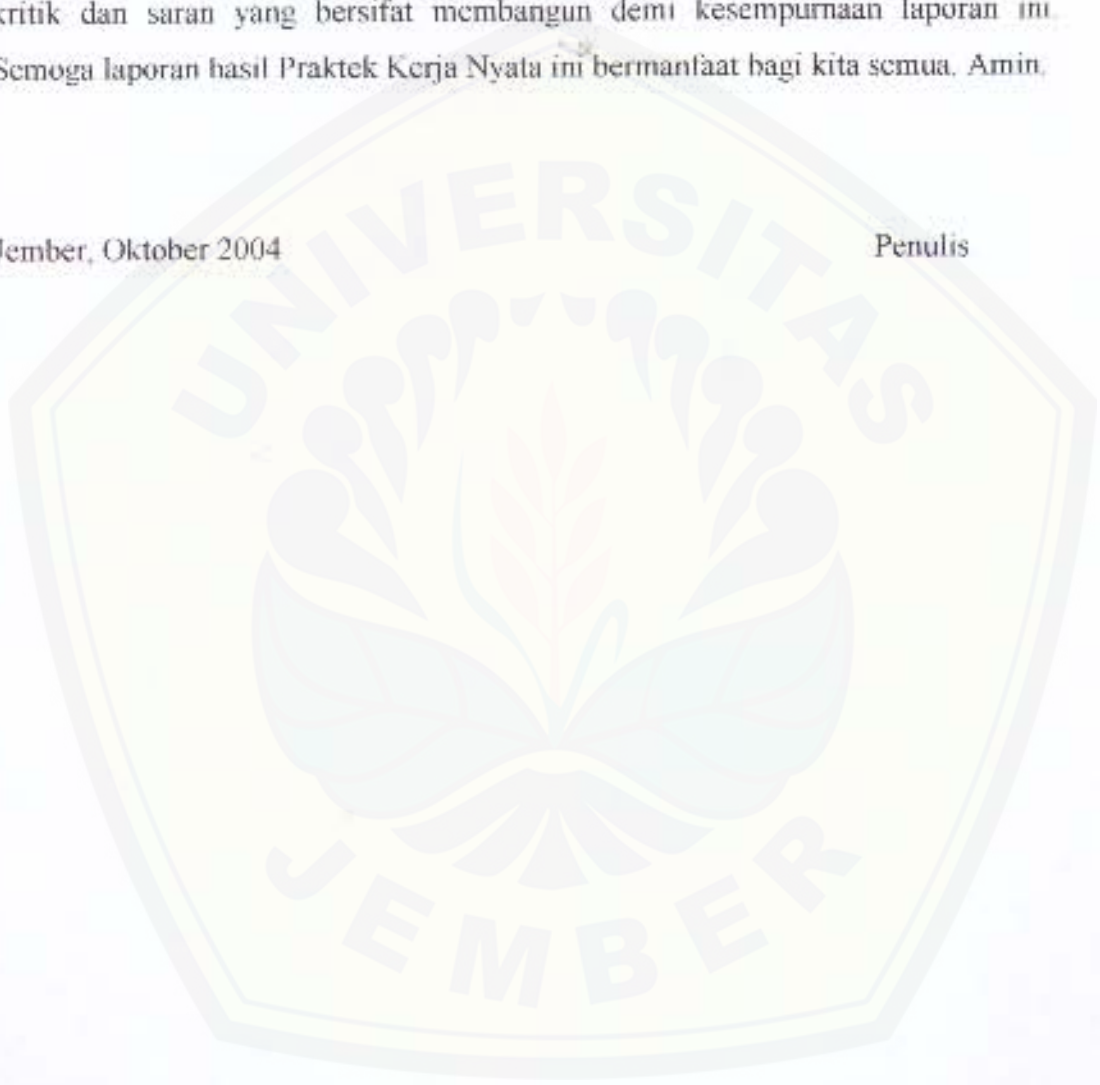 kritik dan saran yang bersifat membangun demi kesempurnaan laporan ini.
Semoga laporan hasil Praktek Kerja Nyata ini bermanfaat bagi kita semua. Amin.
Jember, Oktober 2004 Penulis
UNIVERSITAS
JEMBER